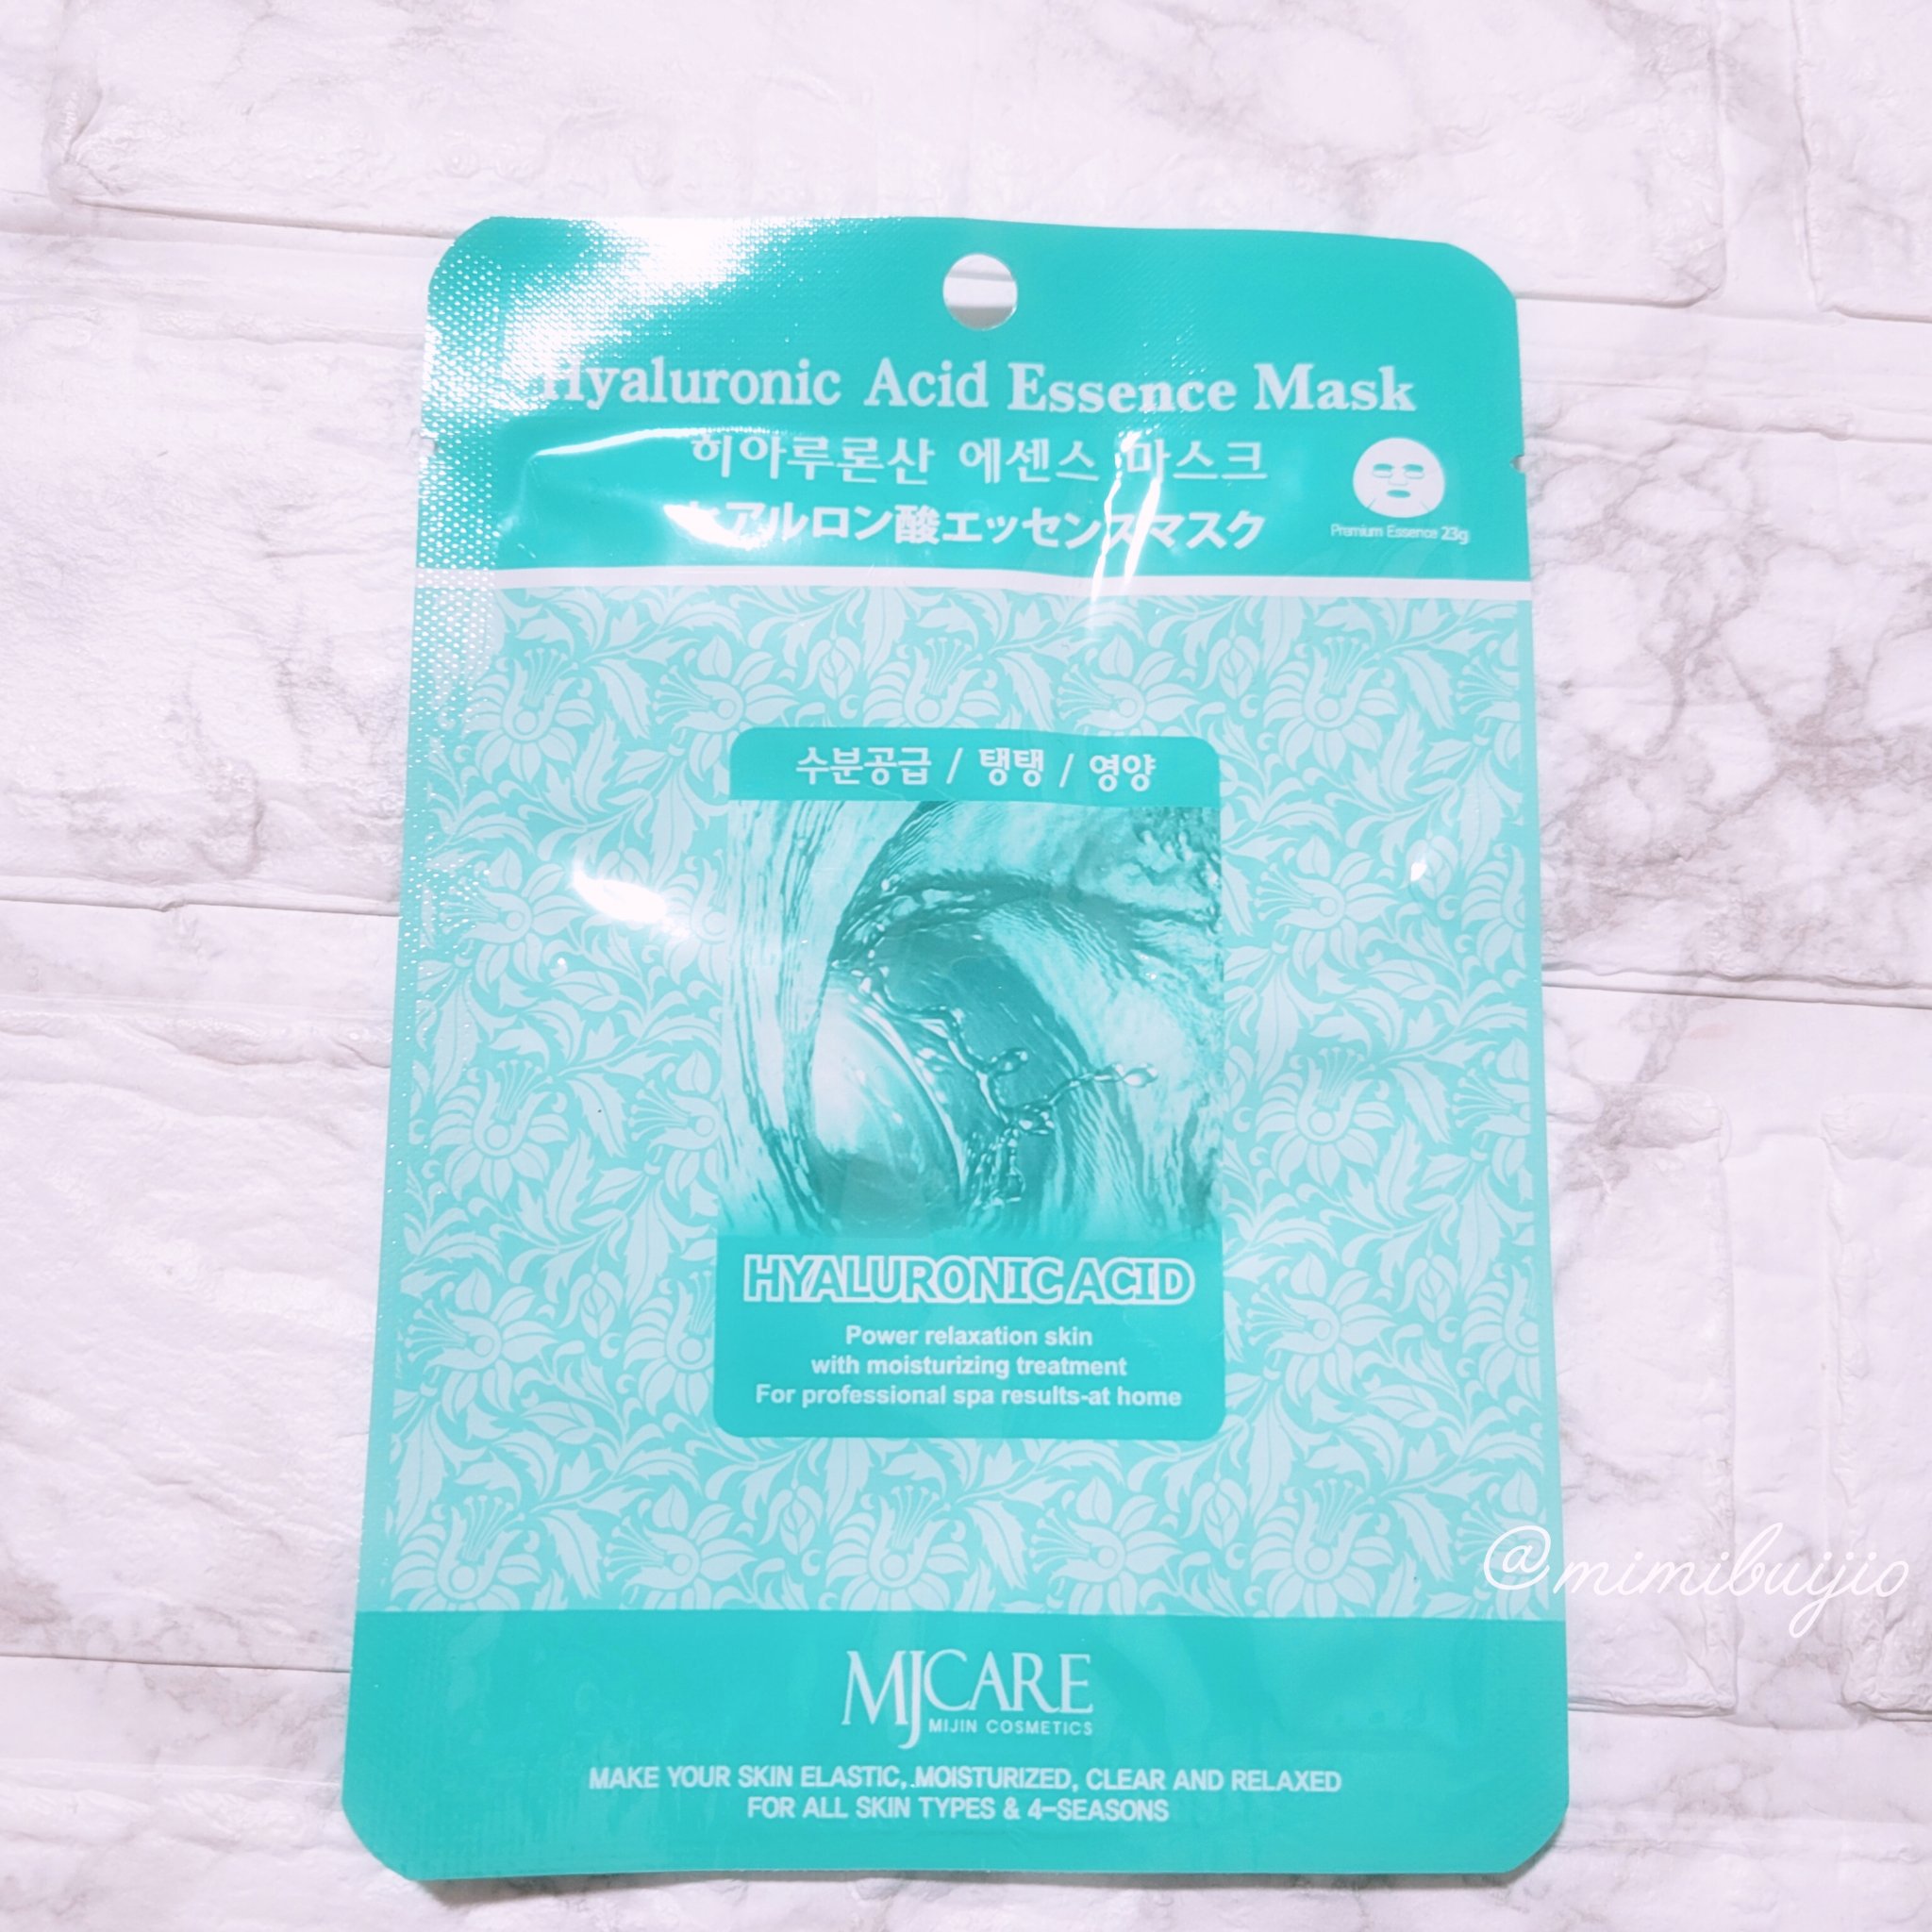 Hyaluronic Acid Essence Mask
히아루론산 에센스 마스크
ヒアルロン酸エッセンスマスク
Premium Essence 23g
수분공급 / 탱탱 / 영양
HYALURONIC ACID
Power relaxation skin
with moisturizing treatment
For professional spa results-at home
@mimibuijio
MJCARE
MIJIN COSMETICS
MAKE YOUR SKIN ELASTIC, MOISTURIZED, CLEAR AND RELAXED
FOR ALL SKIN TYPES & 4-SEASONS